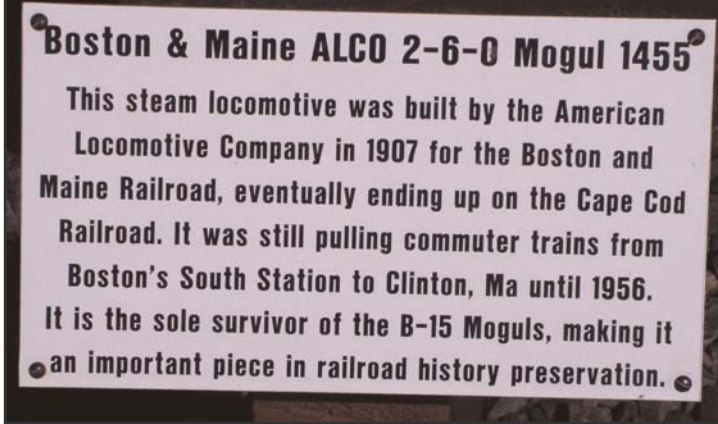 Boston & Maine ALCO 2-6-0 Mogul 1455
This steam locomotive was built by the American
Locomotive Company in 1907 for the Boston and
Maine Railroad, eventually ending up on the Cape Cod
Railroad. It was still pulling commuter trains from
Boston's South Station to Clinton, Ma until 1956.
It is the sole survivor of the B-15 Moguls, making it
an important piece in railroad history preservation.